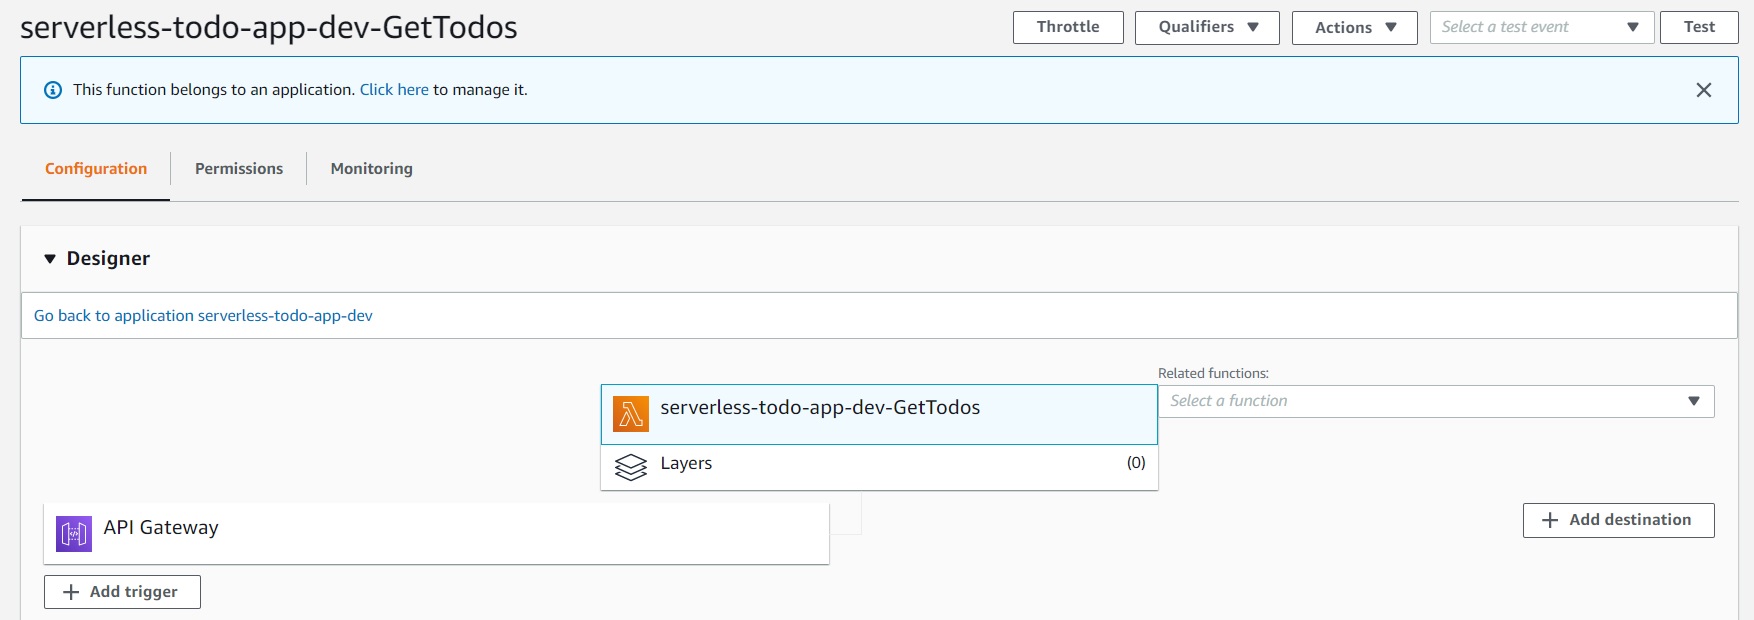 serverless-todo-app-dev-GetTodos
Throttle
Qualifiers
Actions
Select a test event
Test
This function belongs to an application. Click here to manage it.
Configuration
Permissions
Monitoring
Designer
Go back to application serverless-todo-app-dev
Related functions:
serverless-todo-app-dev-GetTodos
Select a function
Layers
(0)
API Gateway
Add destination
Add trigger